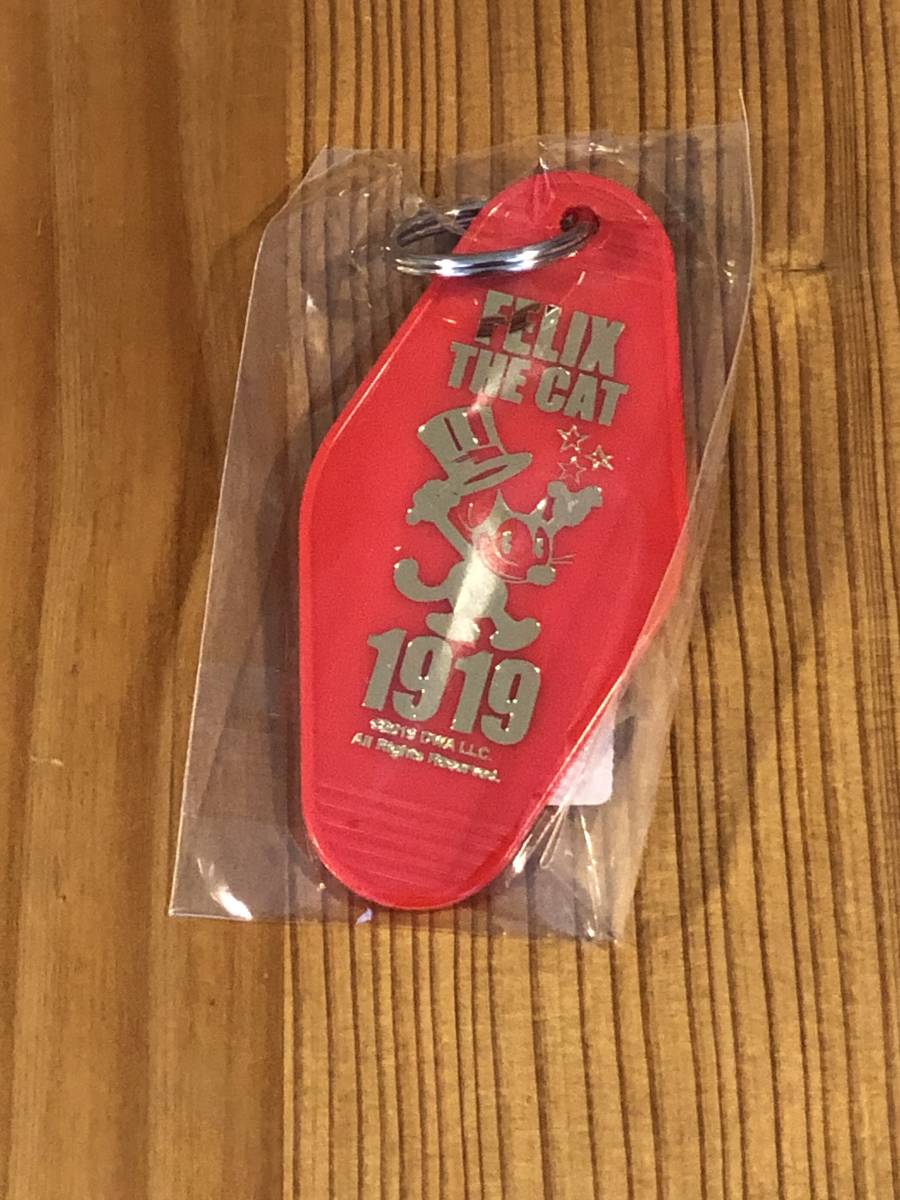 FELIX
THE CAT
1919
©2019 DWA LLC.
All Rights Reserved.